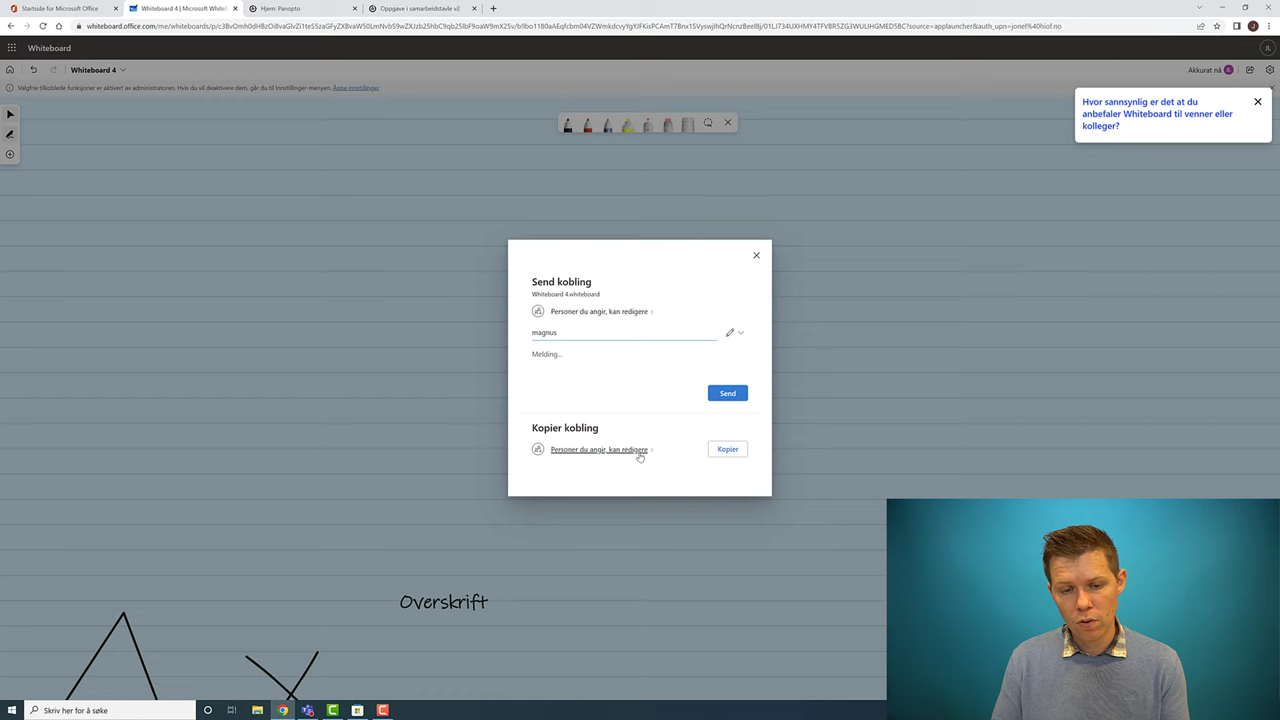 Startside for Microsoft Office
Whiteboard 4 | Microsoft White
Hjem: Panopto
Oppgave i samarbeidstavle v2
Whiteboard
Whiteboard 4
Akkurat nå
JL
Valgfrie tilkoblede funksjoner er aktivert av administratoren. Hvis du vil deaktivere dem, går du til Innstillinger-menyen. Åpne innstillinger
Hvor sannsynlig er det at du
anbefaler Whiteboard til venner eller
kolleger?
Send kobling
Whiteboard 4.whiteboard
Personer du angir, kan redigere
magnus
Melding...
Send
Kopier kobling
Personer du angir, kan redigere
Kopier
Overskrift
Skriv her for å søke